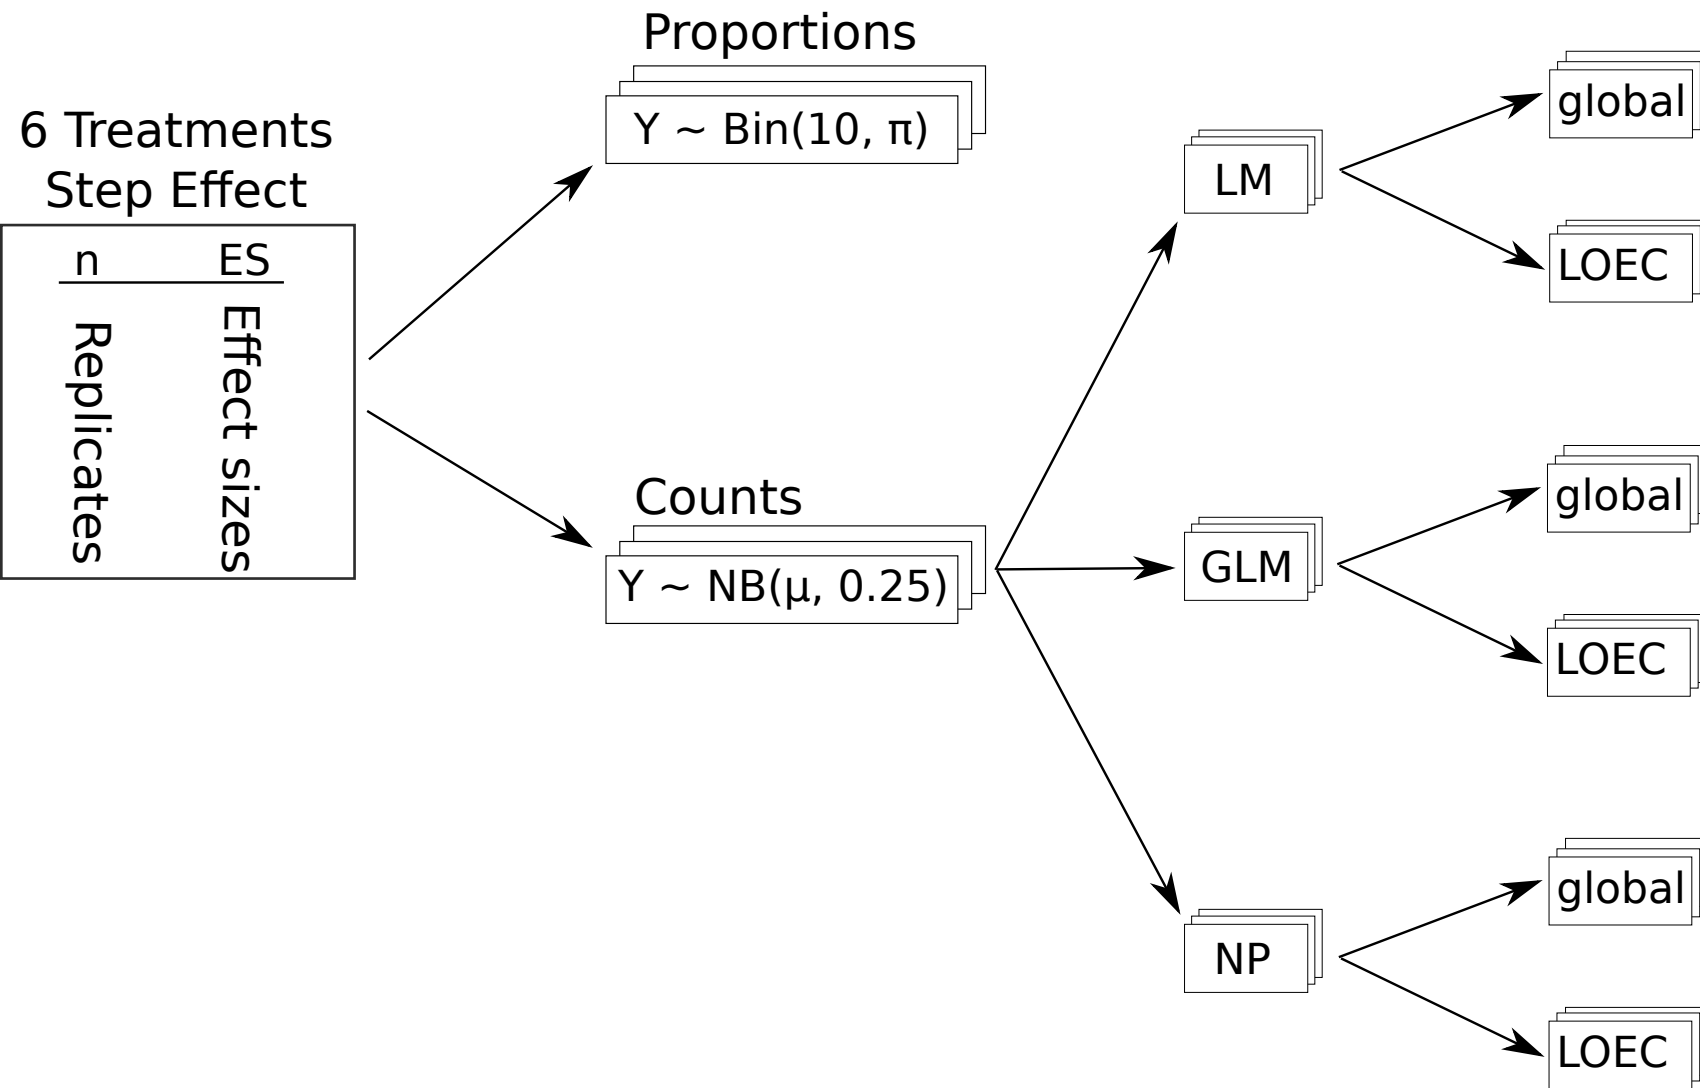 6 Treatments
Step Effect
n ES
Replicates
Effect sizes
Proportions
Y ~ Bin(10, π)
Counts
Y ~ NB(μ, 0.25)
LM
GLM
NP
global
LOEC
global
LOEC
global
LOEC